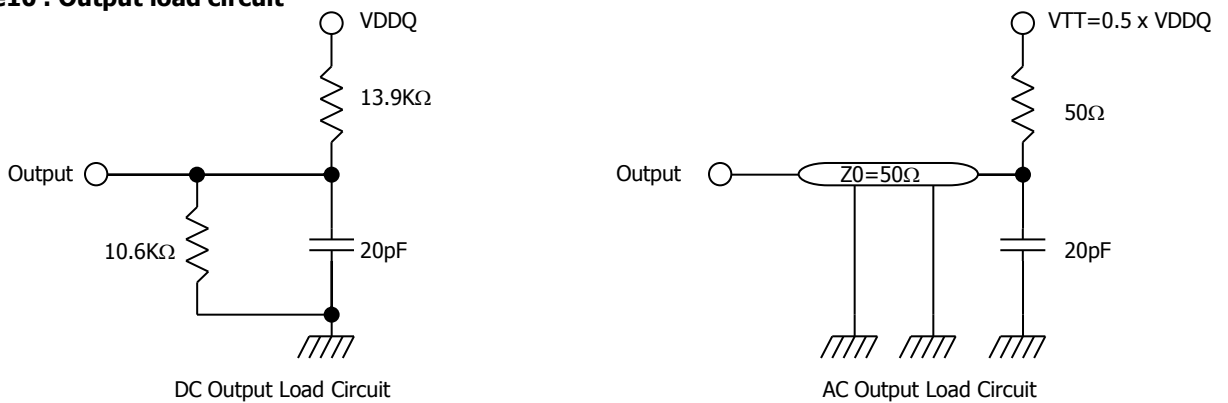 : Output load circuit
VDDQ
13.9KΩ
Output
10.6KΩ
20pF
DC Output Load Circuit
VTT=0.5 x VDDQ
50Ω
Output
Z0=50Ω
20pF
AC Output Load Circuit